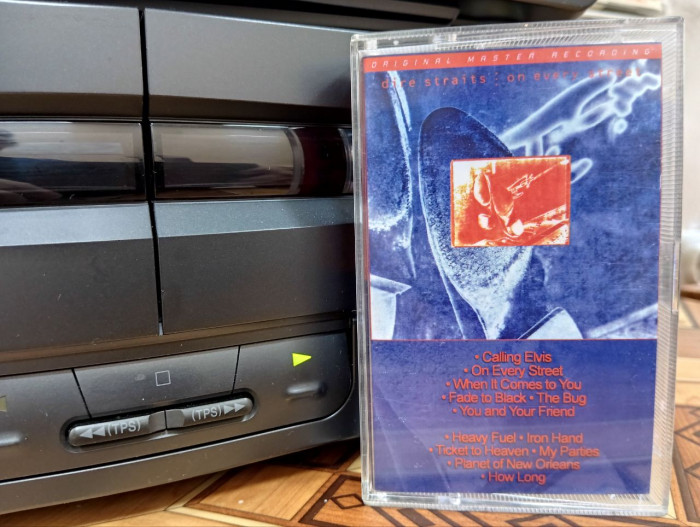 ORIGINAL MASTER RECORDING
dire straits : on every street
• Calling Elvis
• On Every Street
• When It Comes to You
• Fade to Black • The Bug
• You and Your Friend
• Heavy Fuel • Iron Hand
• Ticket to Heaven • My Parties
• Planet of New Orleans
• How Long
(TPS)
(TPS)